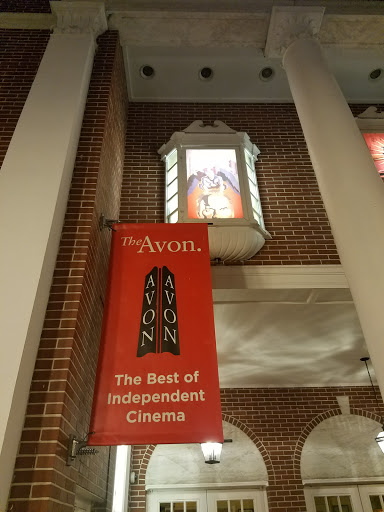 The Avon.
AVON AVON
The Best of
Independent
Cinema